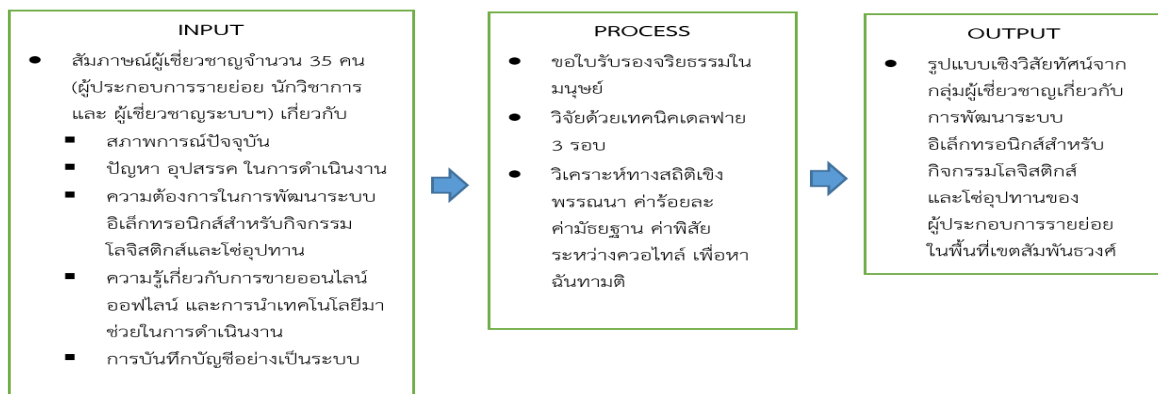 INPUT
● สัมภาษณ์ผู้เชี่ยวชาญจำนวน 35 คน
(ผู้ประกอบการรายย่อย นักวิชาการ
และ ผู้เชี่ยวชาญระบบฯ) เกี่ยวกับ
▪ สภาพการณ์ปัจจุบัน
▪ ปัญหา อุปสรรค ในการดำเนินงาน
▪ ความต้องการในการพัฒนาระบบ
อิเล็กทรอนิกส์สำหรับกิจกรรม
โลจิสติกส์และโซ่อุปทาน
▪ ความรู้เกี่ยวกับการขายออนไลน์
ออฟไลน์ และการนำเทคโนโลยีมา
ช่วยในการดำเนินงาน
▪ การบันทึกบัญชีอย่างเป็นระบบ
PROCESS
● ขอใบรับรองจริยธรรมใน
มนุษย์
● วิจัยด้วยเทคนิคเดลฟาย
3 รอบ
● วิเคราะห์ทางสถิติเชิง
พรรณนา ค่าร้อยละ
ค่ามัธยฐาน ค่าพิสัย
ระหว่างควอไทล์ เพื่อหา
ฉันทามติ
OUTPUT
● รูปแบบเชิงวิสัยทัศน์จาก
กลุ่มผู้เชี่ยวชาญเกี่ยวกับ
การพัฒนาระบบ
อิเล็กทรอนิกส์สำหรับ
กิจกรรมโลจิสติกส์
และโซ่อุปทานของ
ผู้ประกอบการรายย่อย
ในพื้นที่เขตสัมพันธวงศ์